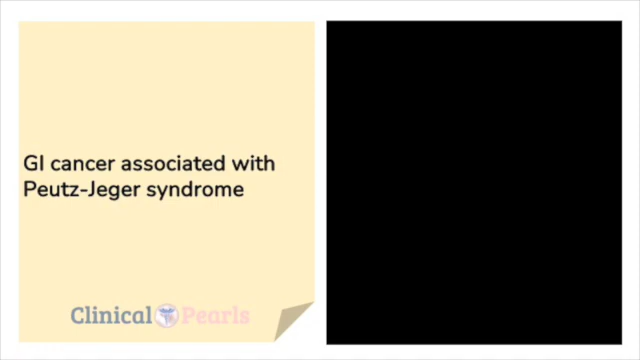 GI cancer associated with
Peutz-Jeger syndrome
Clinical Pearls